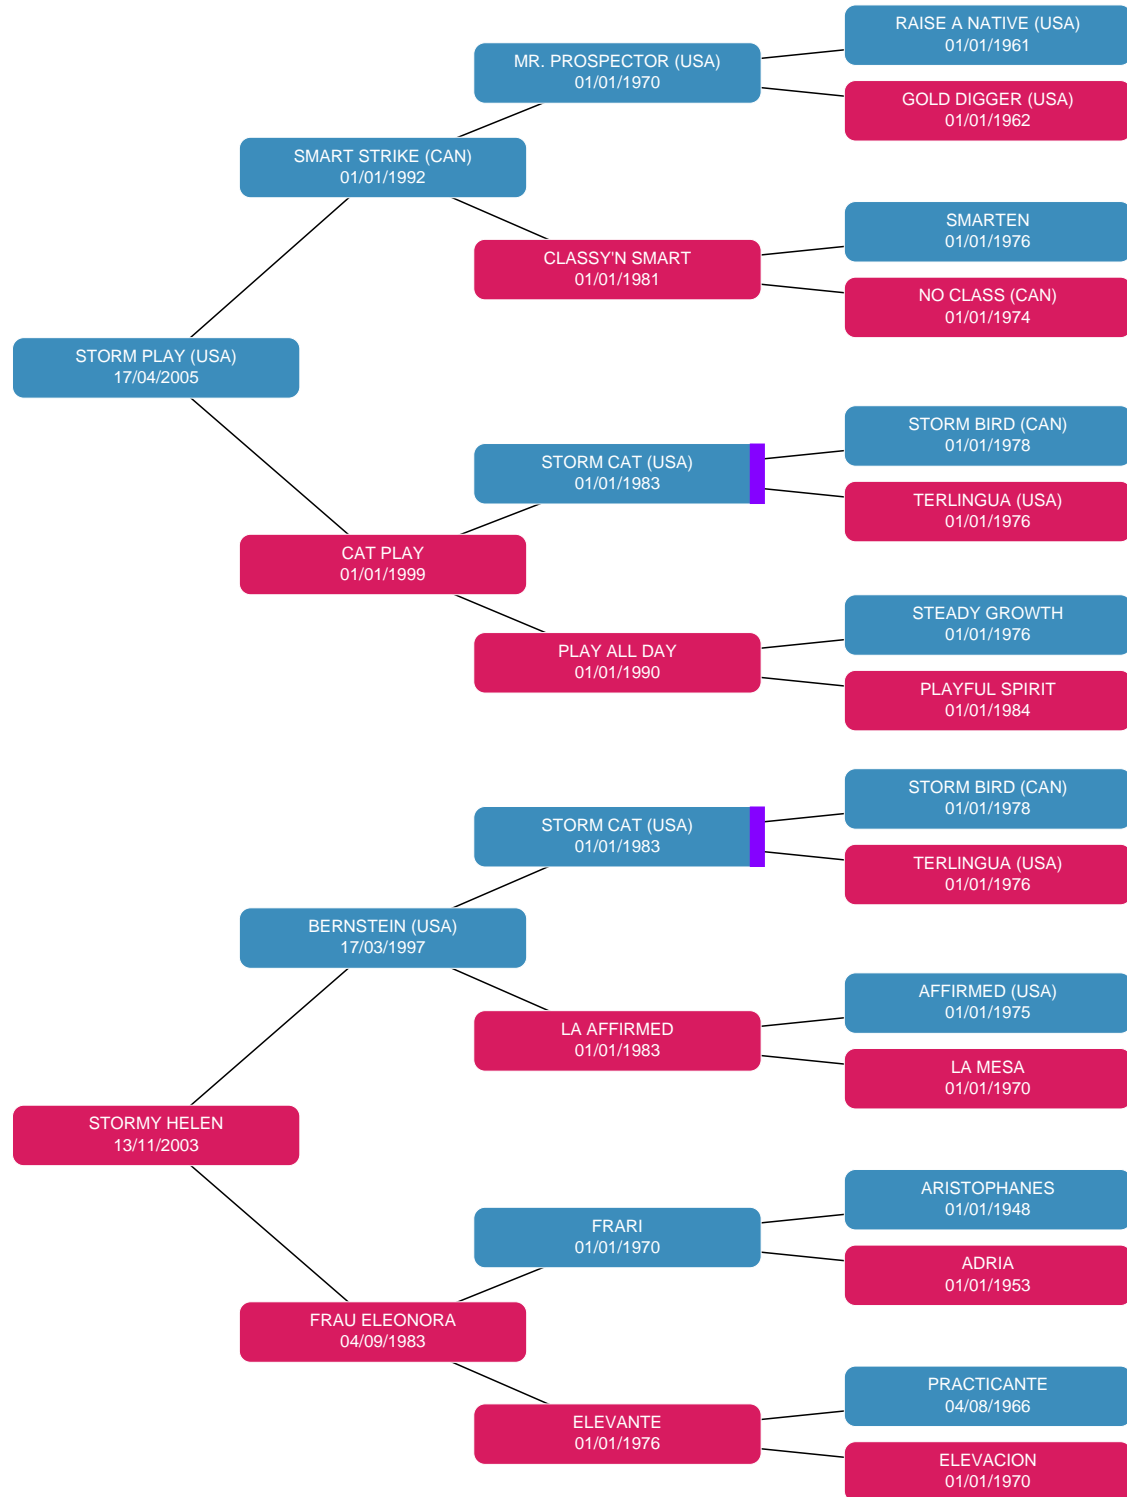 RAISE A NATIVE (USA)
01/01/1961
MR. PROSPECTOR (USA)
01/01/1970
GOLD DIGGER (USA)
01/01/1962
SMART STRIKE (CAN)
01/01/1992
SMARTEN
01/01/1976
CLASSY'N SMART
01/01/1981
NO CLASS (CAN)
01/01/1974
STORM PLAY (USA)
17/04/2005
STORM BIRD (CAN)
01/01/1978
STORM CAT (USA)
01/01/1983
TERLINGUA (USA)
01/01/1976
CAT PLAY
01/01/1999
STEADY GROWTH
01/01/1976
PLAY ALL DAY
01/01/1990
PLAYFUL SPIRIT
01/01/1984
STORM BIRD (CAN)
01/01/1978
STORM CAT (USA)
01/01/1983
TERLINGUA (USA)
01/01/1976
BERNSTEIN (USA)
17/03/1997
AFFIRMED (USA)
01/01/1975
LA AFFIRMED
01/01/1983
LA MESA
01/01/1970
STORMY HELEN
13/11/2003
ARISTOPHANES
01/01/1948
FRARI
01/01/1970
ADRIA
01/01/1953
FRAU ELEONORA
04/09/1983
PRACTICANTE
04/08/1966
ELEVANTE
01/01/1976
ELEVACION
01/01/1970